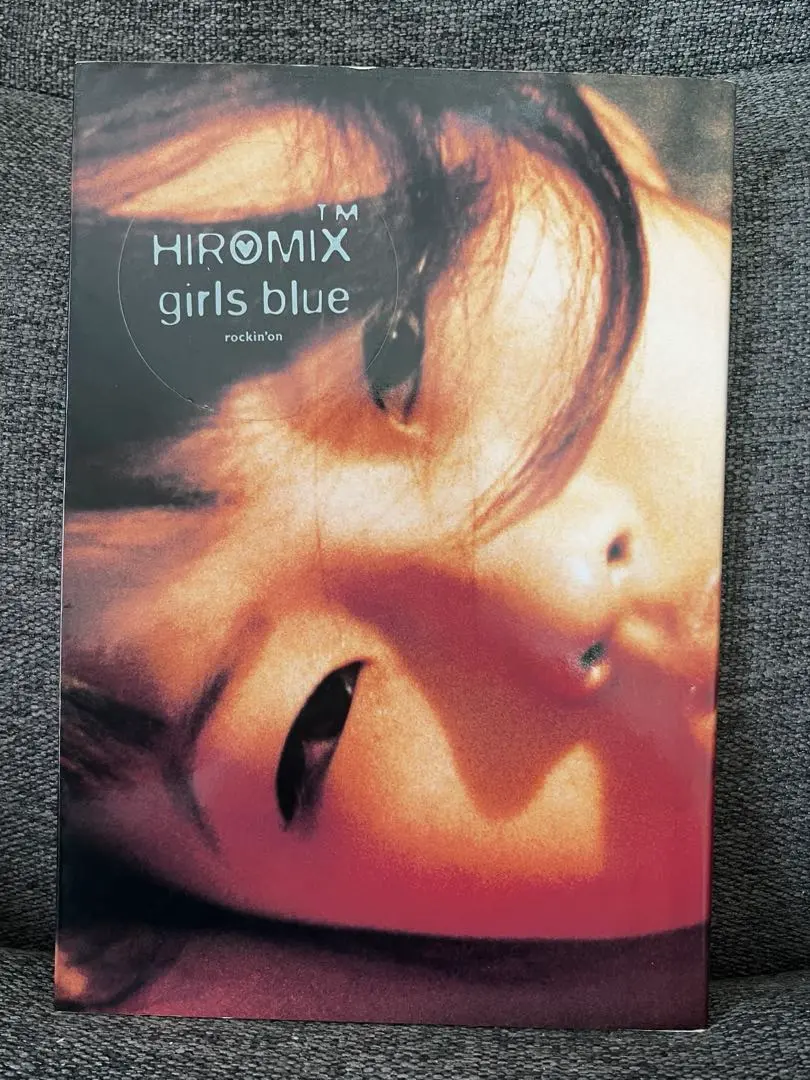 TM
HIROMIX
girls blue
rockin'on